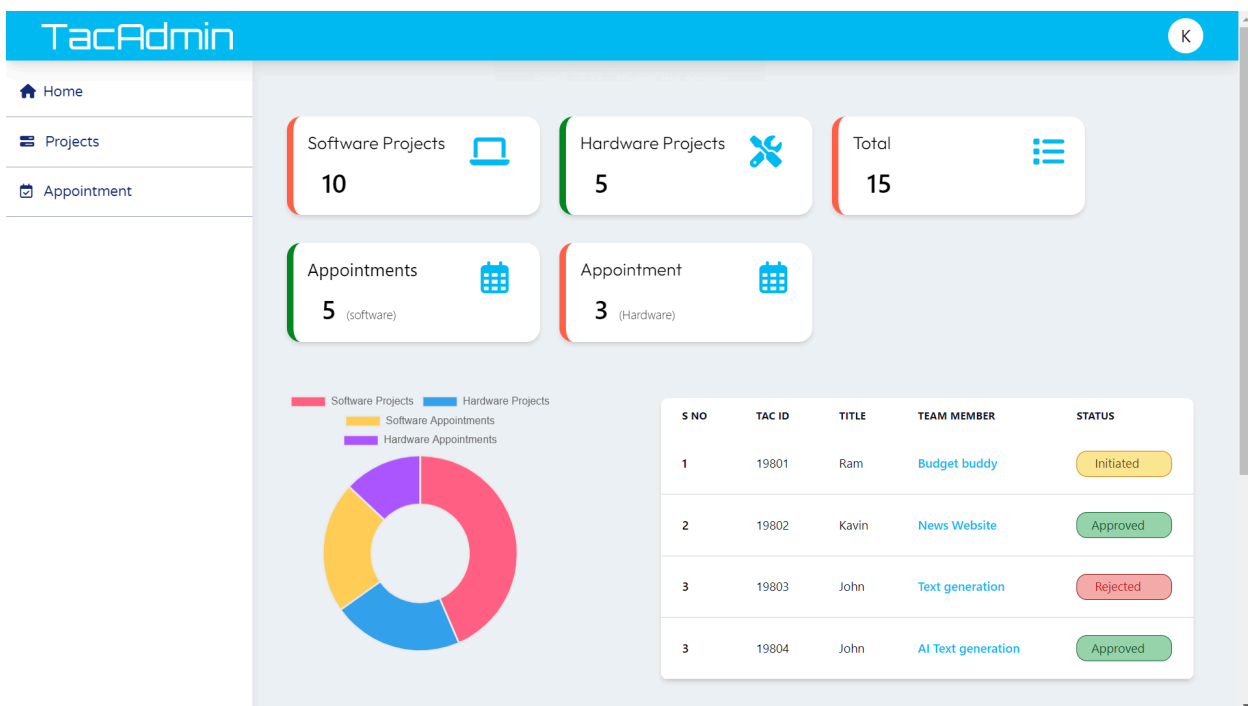 TacAdmin
K
Home
Projects
Appointment
Software Projects
10
Hardware Projects
5
Total
15
Appointments
5 (software)
Appointment
3 (Hardware)
Software Projects Hardware Projects
Software Appointments
Hardware Appointments
S NO TAC ID TITLE TEAM MEMBER STATUS
1 19801 Ram Budget buddy Initiated
2 19802 Kavin News Website Approved
3 19803 John Text generation Rejected
3 19804 John AI Text generation Approved